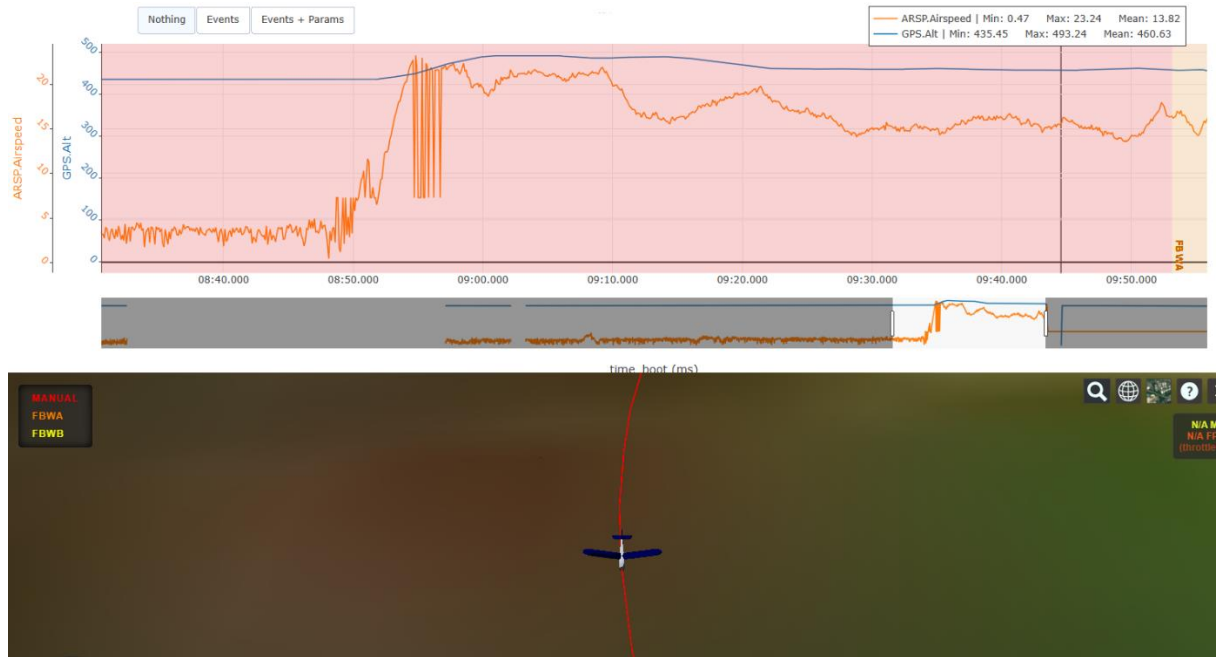 Nothing Events Events + Params
ARSP.Airspeed | Min: 0.47 Max: 23.24 Mean: 13.82
GPS.Alt | Min: 435.45 Max: 493.24 Mean: 460.63
ARSP.Airspeed
20
15
10
5
0
GPS.Alt
500
400
300
200
100
0
FBWA
08:40.000 08:50.000 09:00.000 09:10.000 09:20.000 09:30.000 09:40.000 09:50.000
time_boot (ms)
MANUAL
FBWA
FBWB
?
N/A M
N/A FP
(throttle